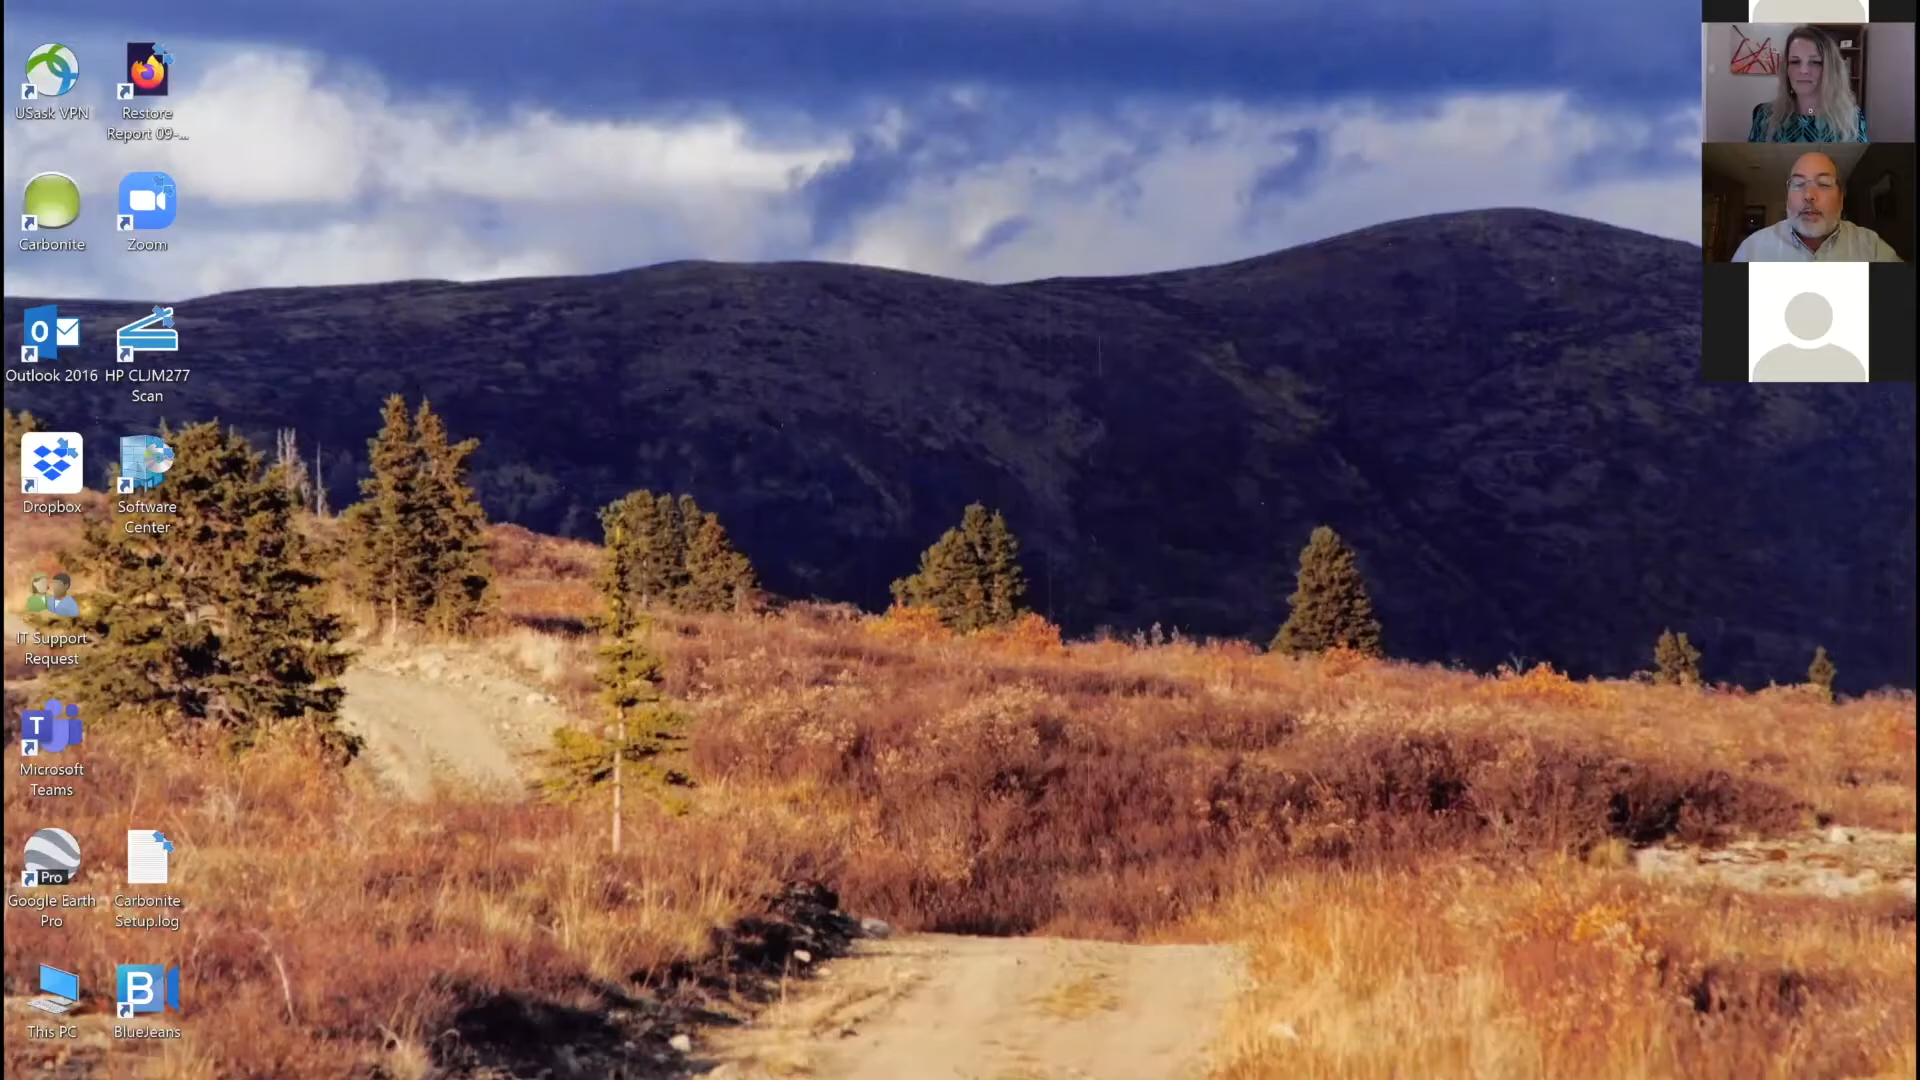 USask VPN
Restore
Report 09-...
Carbonite
Zoom
O
Outlook 2016
HP CLJM277
Scan
Dropbox
Software
Center
IT Support
Request
T
Microsoft
Teams
Pro
Google Earth
Pro
Carbonite
Setup.log
This PC
B
BlueJeans